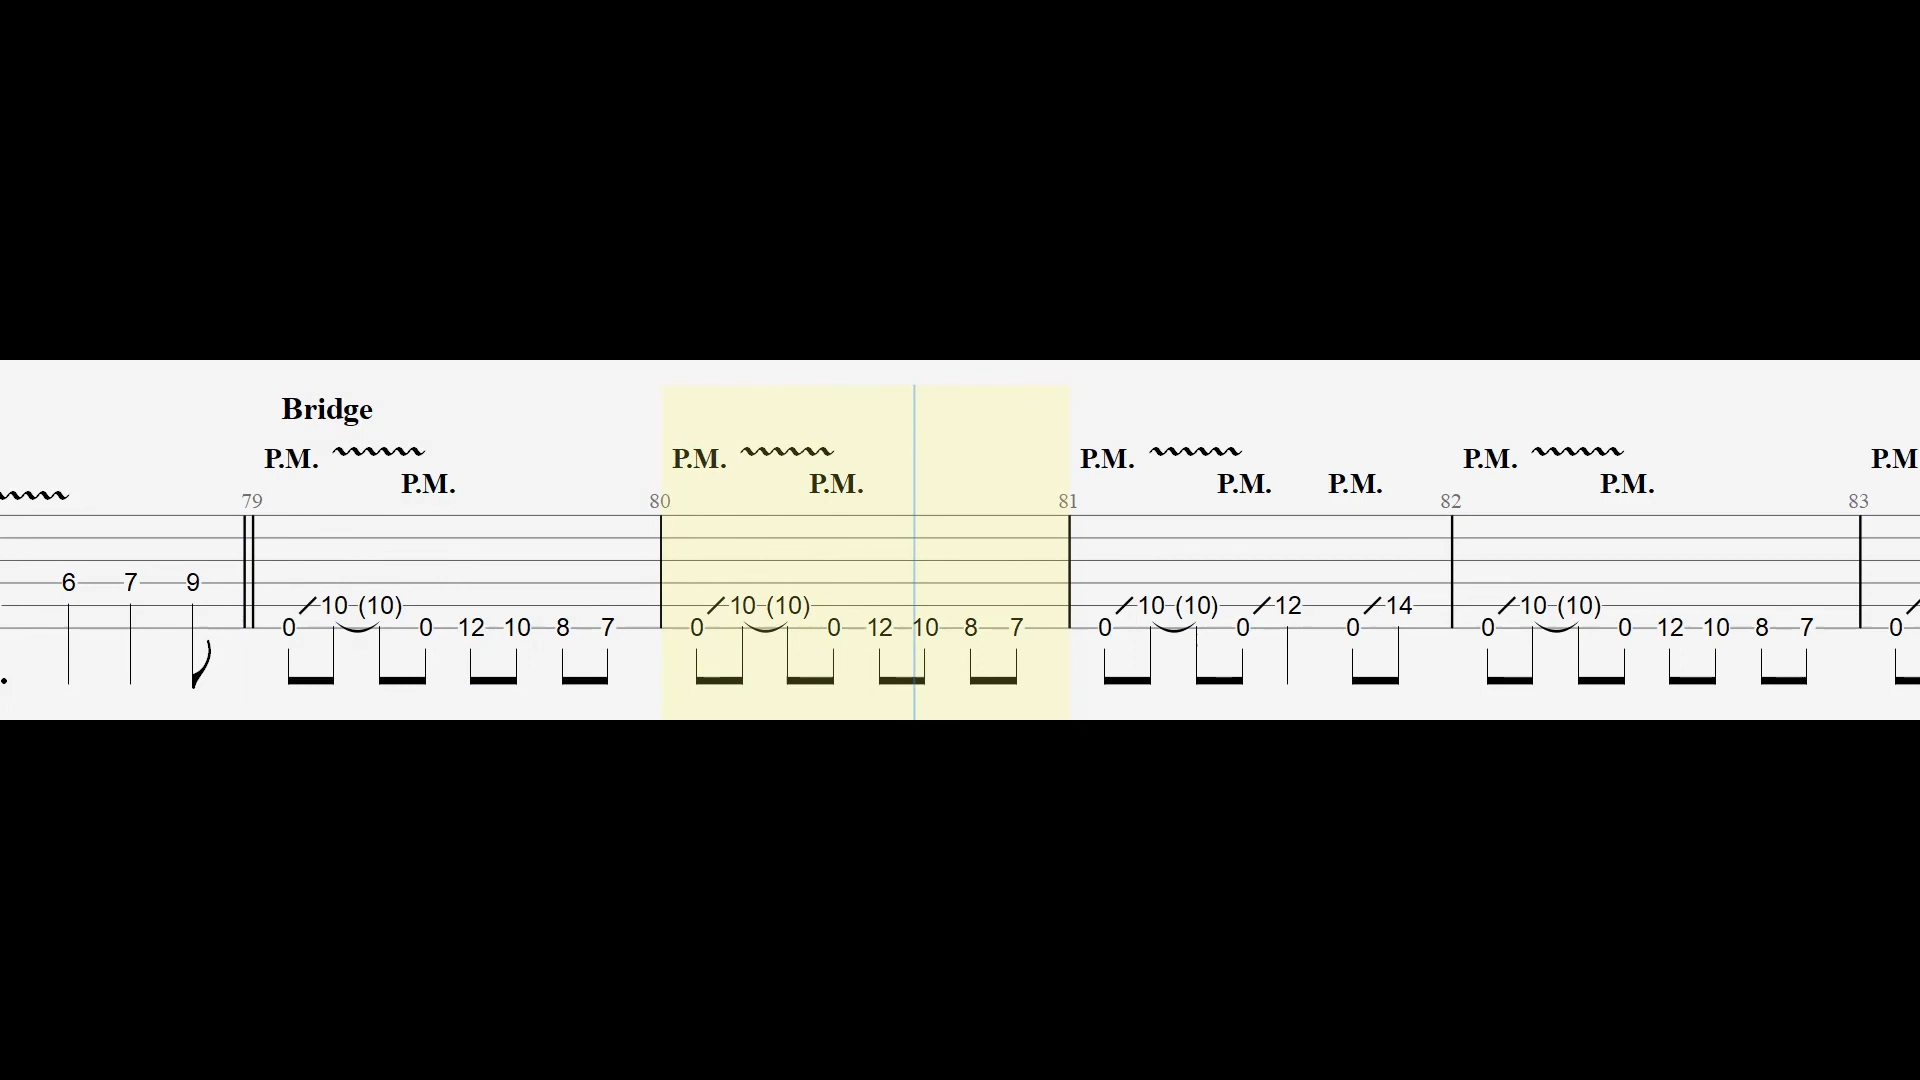 Bridge
P.M. P.M. P.M. P.M. P.M
P.M. P.M. P.M. P.M. P.M.
79 80 81 82 83
6 7 9
10 (10) 10 (10) 10 (10) 12 14 10 (10)
0 0 12 10 8 7 0 0 12 10 8 7 0 0 0 0 0 12 10 8 7 0